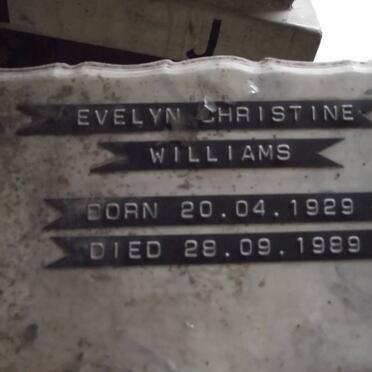 EVELYN CHRISTINE
WILLIAMS
BORN 20.04.1929
DIED 28.09.1989